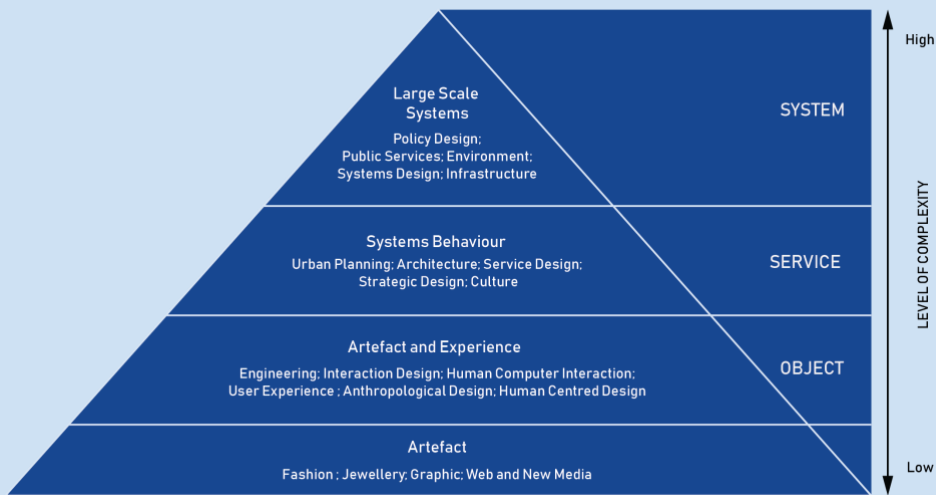 High
Large Scale
Systems
SYSTEM
Policy Design;
Public Services; Environment;
Systems Design; Infrastructure
Systems Behaviour
Urban Planning; Architecture; Service Design;
Strategic Design; Culture
SERVICE
LEVEL OF COMPLEXITY
Artefact and Experience
Engineering; Interaction Design; Human Computer Interaction;
User Experience ; Anthropological Design; Human Centred Design
OBJECT
Artefact
Fashion ; Jewellery; Graphic; Web and New Media
Low